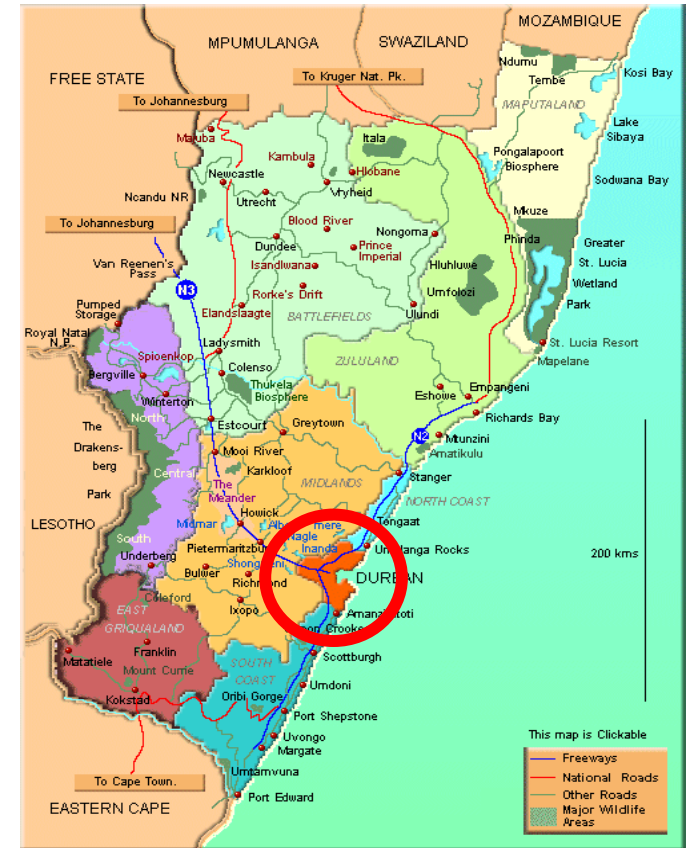 MOZAMBIQUE
MPUMULANGA
SWAZILAND
Ndumu
Kosi Bay
FREE STATE
To Kruger Nat. Pk.
Tembe
To Johannesburg
MAPUTALAND
Lake
Sibaya
Majuba
Itala
Kambula
Pongalapoort
Biosphere
Hlobane
Newcastle
Sodwana Bay
Vryheid
Ncandu NR
Utrecht
Mkuze
To Johannesburg
Blood River
Nongoma
Phinda
Dundee
Prince
Imperial
Greater
St. Lucia
Wetland
Park
Van Reenen's
Pass
Isandlwana
Hluhluwe
Umfolozi
N3
Rorke's Drift
Pumped
Storage
Elandslaagte
BATTLEFIELDS
Ulundi
Royal Natal
N.P.
Ladysmith
St. Lucia Resort
Spioenkop
ZULULAND
Mapelane
Colenso
Bergville
Thukela
Biosphere
Empangeni
Winterton
Eshowe
North
Richards Bay
Estcourt
Greytown
The
Drakens-
berg
Park
N2
Mtunzini
Mooi River
Amatikulu
Karkloof
Central
Stanger
The
Meander
MIDLANDS
NORTH COAST
Howick
LESOTHO
Midmar
Tongaat
Nagle
South
Inanda
Pietermaritzbu
Umhlanga Rocks
200 kms
Underberg
Bulwer
Richmond
DURBAN
Coleford
EAST
GRIQUALAND
Ixopo
Amanzimtoti
Crooke
Franklin
Scottburgh
Matatiele
Mount Currie
SOUTH
COAST
Umdoni
Kokstad
Oribi Gorge
Port Shepstone
Uvongo
Margate
This map is Clickable
Freeways
National Roads
Other Roads
Major Wildlife
Areas
To Cape Town.
Umtamvuna
EASTERN CAPE
Port Edward